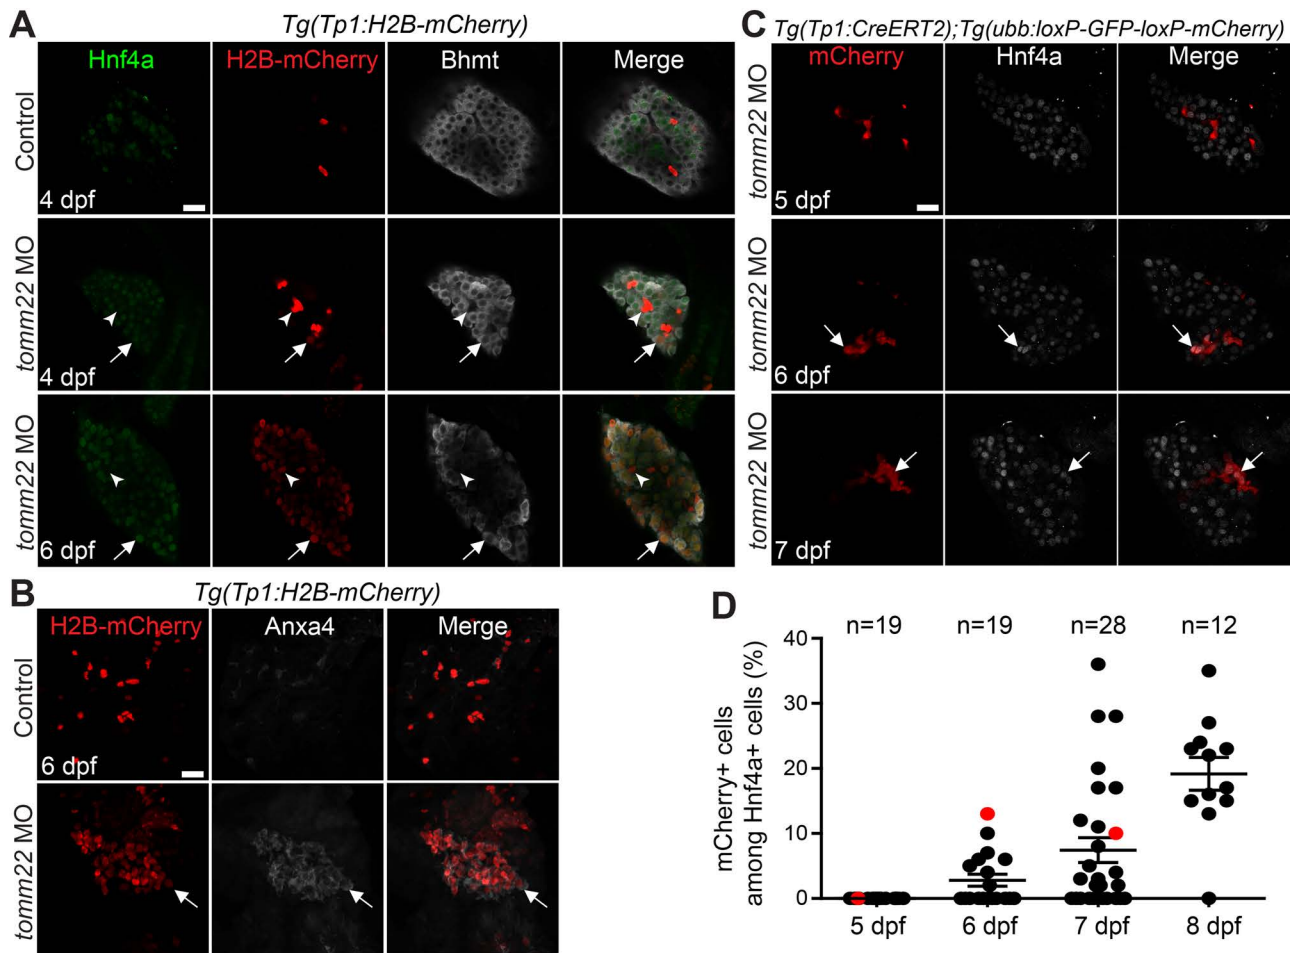 A
Tg(Tp1:H2B-mCherry)
Hnf4a H2B-mCherry Bhmt Merge
Control
4 dpf
tomm22 MO
4 dpf
tomm22 MO
6 dpf
B
Tg(Tp1:H2B-mCherry)
H2B-mCherry Anxa4 Merge
Control
6 dpf
tomm22 MO
C
Tg(Tp1:CreERT2);Tg(ubb:loxP-GFP-loxP-mCherry)
mCherry Hnf4a Merge
tomm22 MO
5 dpf
tomm22 MO
6 dpf
tomm22 MO
7 dpf
D
mCherry+ cells
among Hnf4a+ cells (%)
n=19 n=19 n=28 n=12
40
30
20
10
0
5 dpf 6 dpf 7 dpf 8 dpf